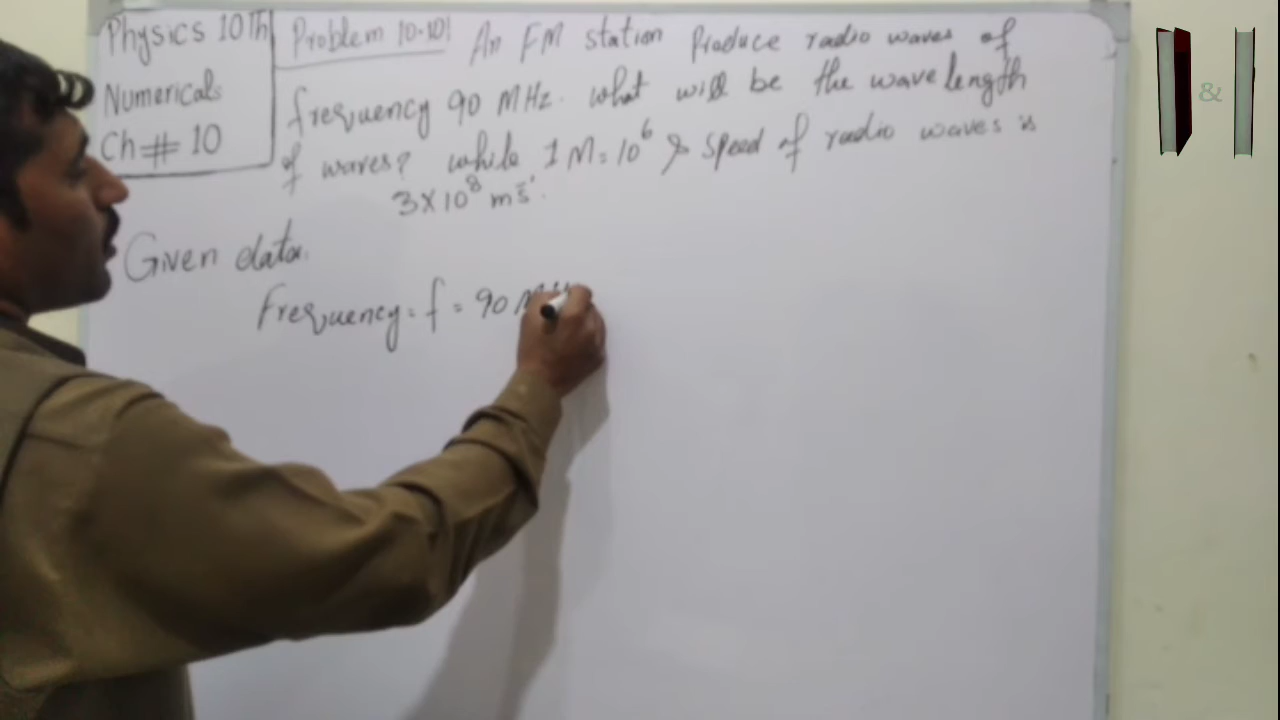 Physics 10Th
Numericals
Ch # 10
Problem 10.10! An FM station Produce radio waves of
frequency 90 MHz. what will be the wavelength
of waves? while 1 M = 10⁶ & speed of radio waves is
3×10⁸ ms⁻¹.
Given data.
Frequency = f = 90 MH
&